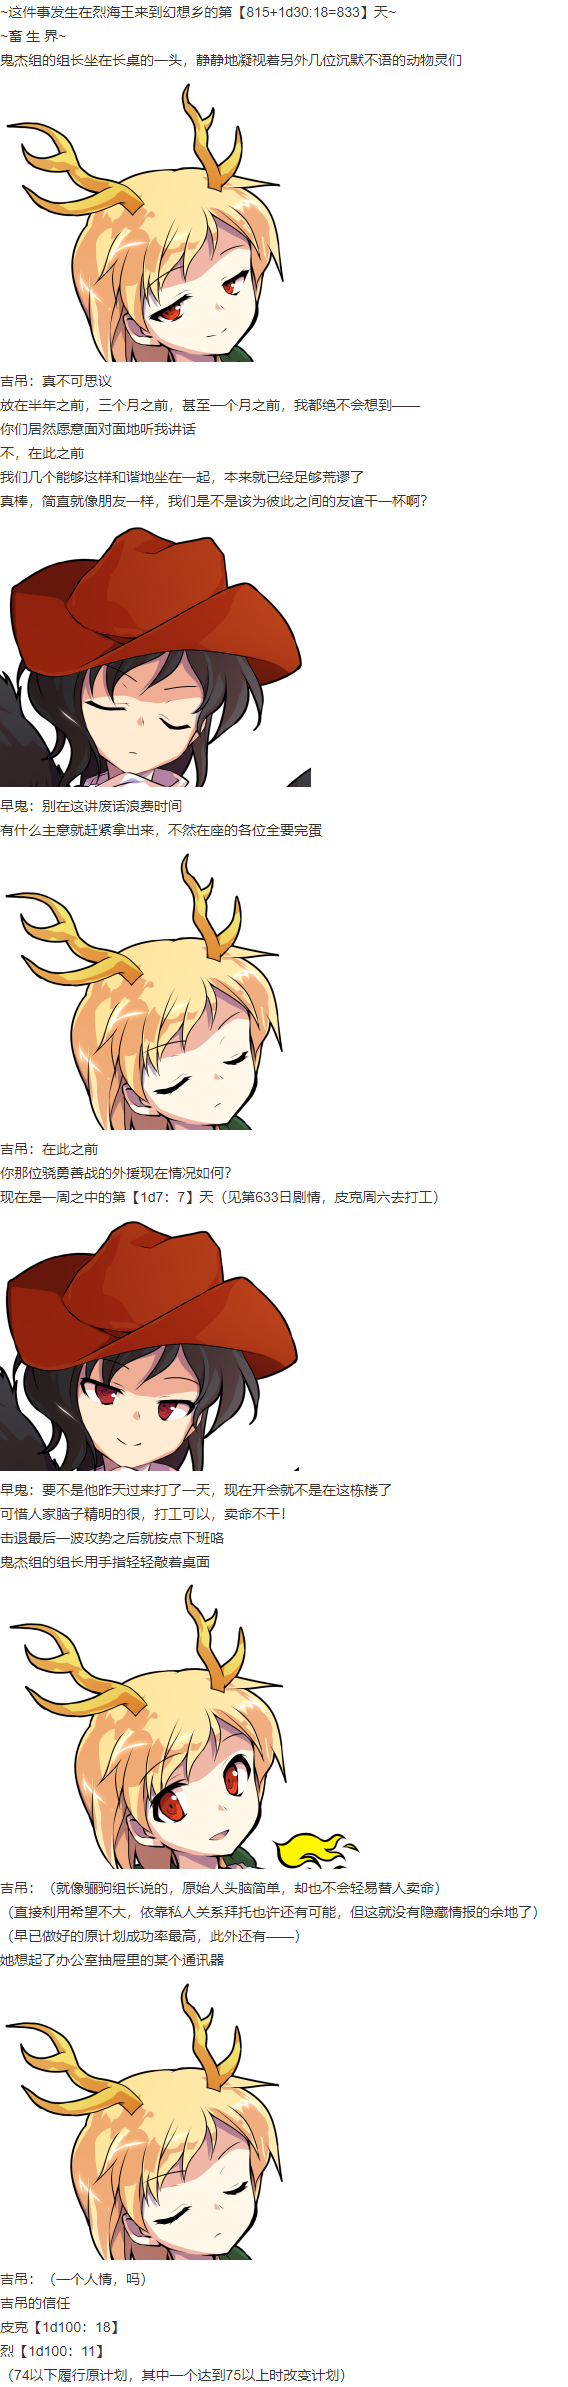 ~这件事发生在烈海王来到幻想乡的第【815+1d30:18=833】天~
~畜 生 界~
鬼杰组的组长坐在长桌的一头，静静地凝视着另外几位沉默不语的动物灵们
吉吊：真不可思议
放在半年之前，三个月之前，甚至一个月之前，我都绝不会想到——
你们居然愿意面对面地听我讲话
不，在此之前
我们几个能够这样和谐地坐在一起，本来就已经足够荒谬了
真棒，简直就像朋友一样，我们是不是该为彼此之间的友谊干一杯啊？
早鬼：别在这讲废话浪费时间
有什么主意就赶紧拿出来，不然在座的各位全要完蛋
吉吊：在此之前
你那位骁勇善战的外援现在情况如何？
现在是一周之中的第【1d7：7】天（见第633日剧情，皮克周六去打工）
早鬼：要不是他昨天过来打了一天，现在开会就不是在这栋楼了
可惜人家脑子精明的很，打工可以，卖命不干！
击退最后一波攻势之后就按点下班咯
鬼杰组的组长用手指轻轻敲着桌面
吉吊：（就像骊驹组长说的，原始人头脑简单，却也不会轻易替人卖命）
（直接利用希望不大，依靠私人关系拜托也许还有可能，但这就没有隐藏情报的余地了）
（早已做好的原计划成功率最高，此外还有——）
她想起了办公室抽屉里的某个通讯器
吉吊：（一个人情，吗）
吉吊的信任
皮克【1d100：18】
烈【1d100：11】
（74以下履行原计划，其中一个达到75以上时改变计划）